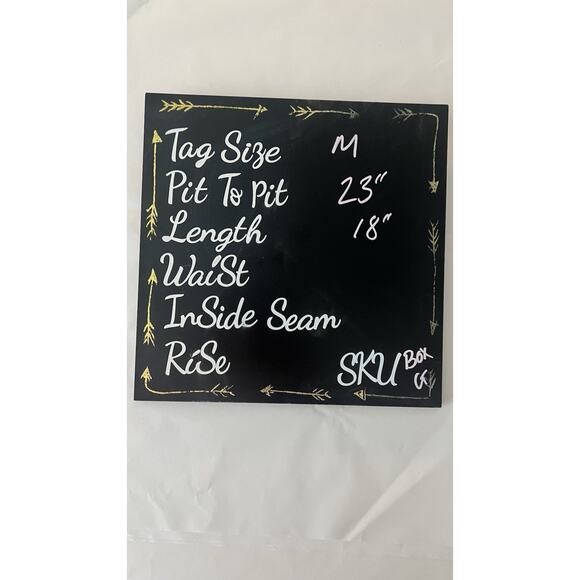 Tag Size M
Pit To Pit 23"
Length 18"
WaiSt
InSide Seam
RiSe
SKU Box